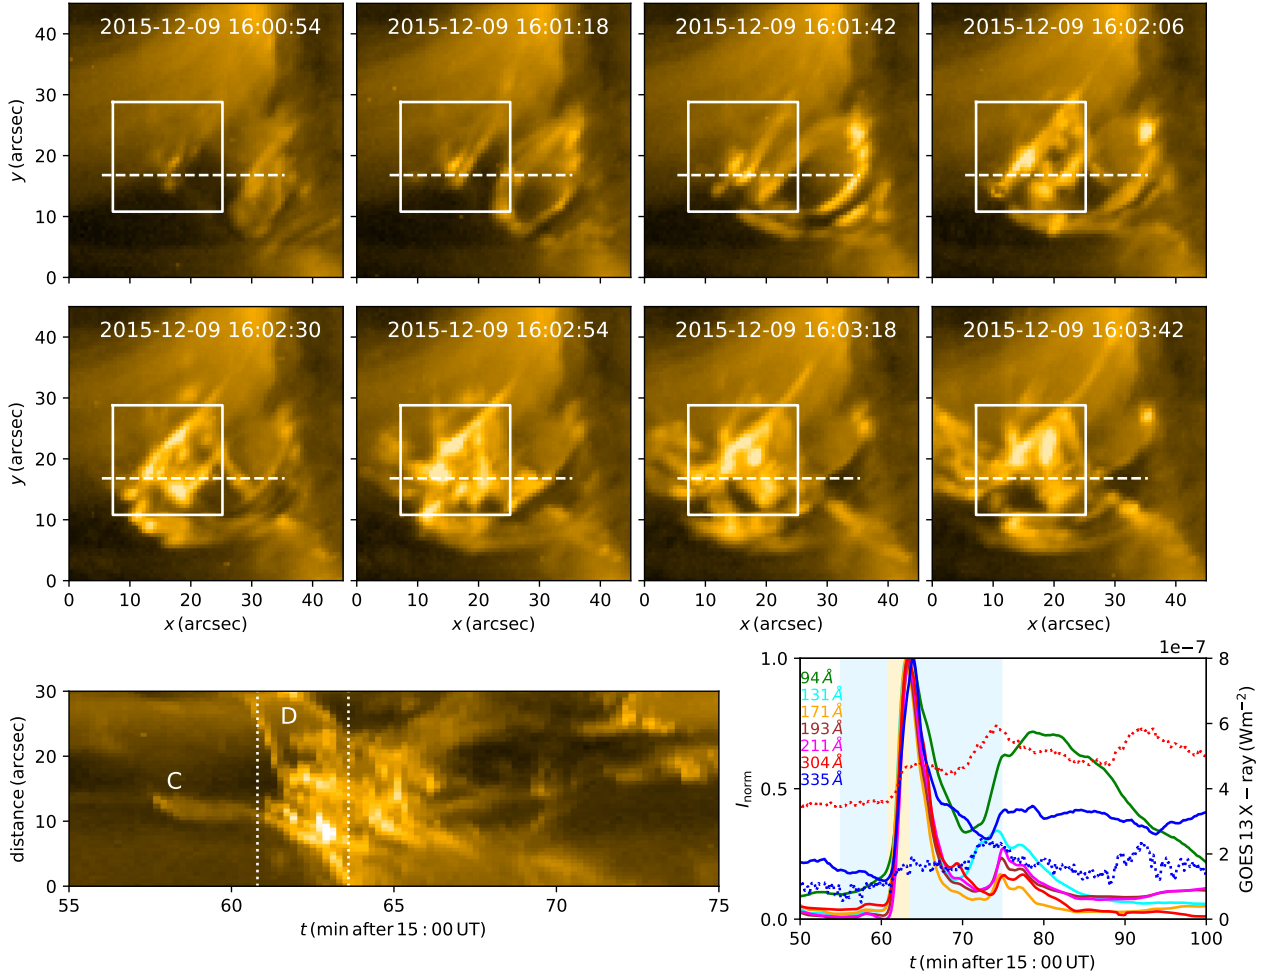 2015-12-09 16:00:54
2015-12-09 16:01:18
2015-12-09 16:01:42
2015-12-09 16:02:06
40
30
20
10
0
y (arcsec)
2015-12-09 16:02:30
2015-12-09 16:02:54
2015-12-09 16:03:18
2015-12-09 16:03:42
40
30
20
10
0
y (arcsec)
0 10 20 30 40
0 10 20 30 40
0 10 20 30 40
0 10 20 30 40
x (arcsec)
x (arcsec)
x (arcsec)
x (arcsec)
30
20
10
0
distance (arcsec)
C
D
55 60 65 70 75
t (min after 15 : 00 UT)
1e−7
1.0
0.5
0.0
I_norm
94 Å
131 Å
171 Å
193 Å
211 Å
304 Å
335 Å
8
6
4
2
0
GOES 13 X − ray (Wm⁻²)
50 60 70 80 90 100
t (min after 15 : 00 UT)